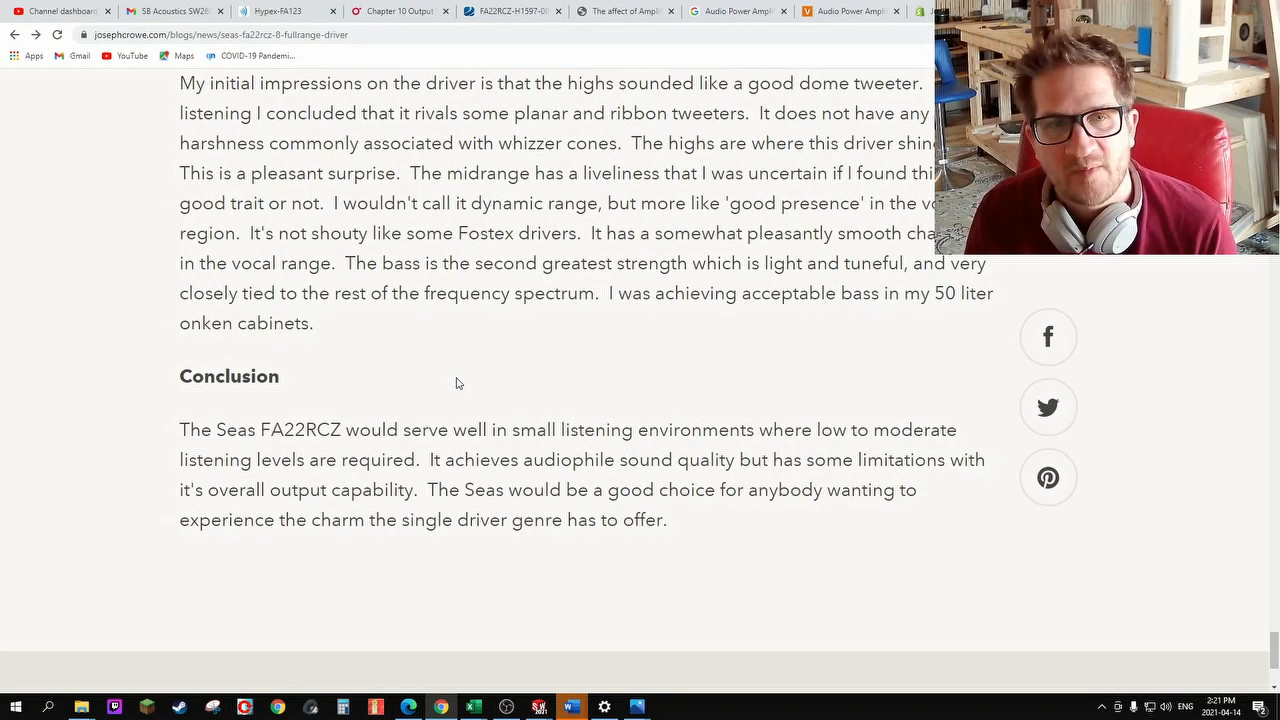 Channel dashboard
SB Acoustics SW26
Hypex-FA123
Chapter 10 Output
FA22RCZ-H1597-08
The affect of Amplif
Audio Power Amplif
Audio Power Amplif
josephcrowe.com/blogs/news/seas-fa22rcz-8-fullrange-driver
Apps
Gmail
YouTube
Maps
COVID-19 Pandemi...
My initial impressions on the driver is that the highs sounded like a good dome tweeter.
listening I concluded that it rivals some planar and ribbon tweeters. It does not have any
harshness commonly associated with whizzer cones. The highs are where this driver shin
This is a pleasant surprise. The midrange has a liveliness that I was uncertain if I found thi
good trait or not. I wouldn't call it dynamic range, but more like 'good presence' in the vo
region. It's not shouty like some Fostex drivers. It has a somewhat pleasantly smooth cha
in the vocal range. The bass is the second greatest strength which is light and tuneful, and very
closely tied to the rest of the frequency spectrum. I was achieving acceptable bass in my 50 liter
onken cabinets.
Conclusion
The Seas FA22RCZ would serve well in small listening environments where low to moderate
listening levels are required. It achieves audiophile sound quality but has some limitations with
it's overall output capability. The Seas would be a good choice for anybody wanting to
experience the charm the single driver genre has to offer.
ENG
2:21 PM
2021-04-14